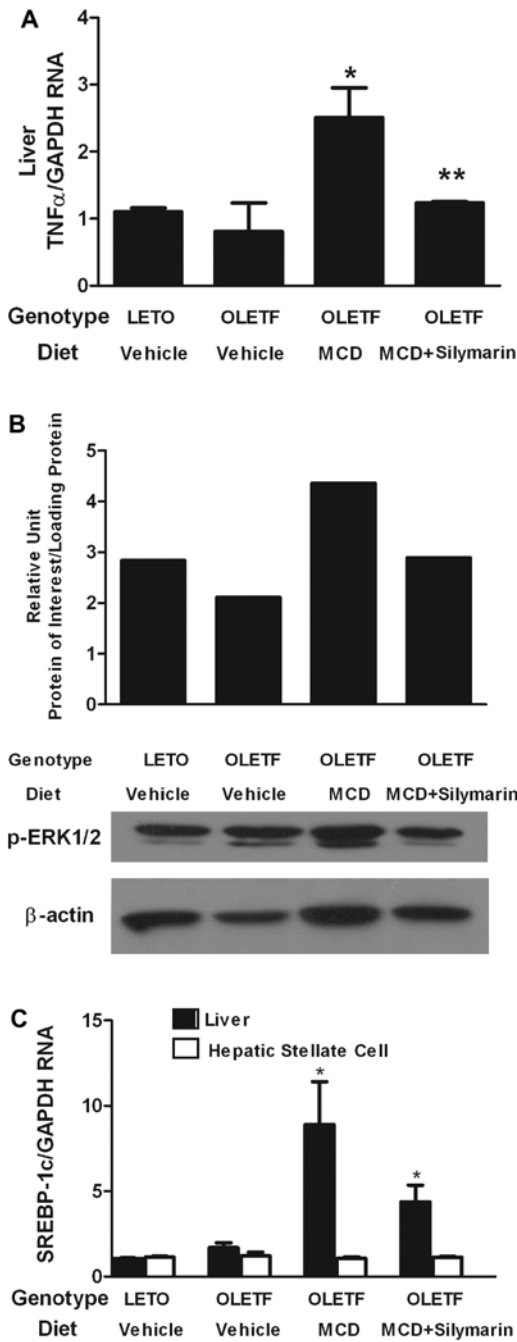 A
Liver
TNFα/GAPDH RNA
4
3
2
1
0
*
**
Genotype LETO OLETF OLETF OLETF
Diet Vehicle Vehicle MCD MCD+Silymarin
B
Relative Unit
Protein of Interest/Loading Protein
5
4
3
2
1
0
Genotype LETO OLETF OLETF OLETF
Diet Vehicle Vehicle MCD MCD+Silymarin
p-ERK1/2
β-actin
C
SREBP-1c/GAPDH RNA
15
10
5
0
Liver
Hepatic Stellate Cell
*
*
Genotype LETO OLETF OLETF OLETF
Diet Vehicle Vehicle MCD MCD+Silymarin